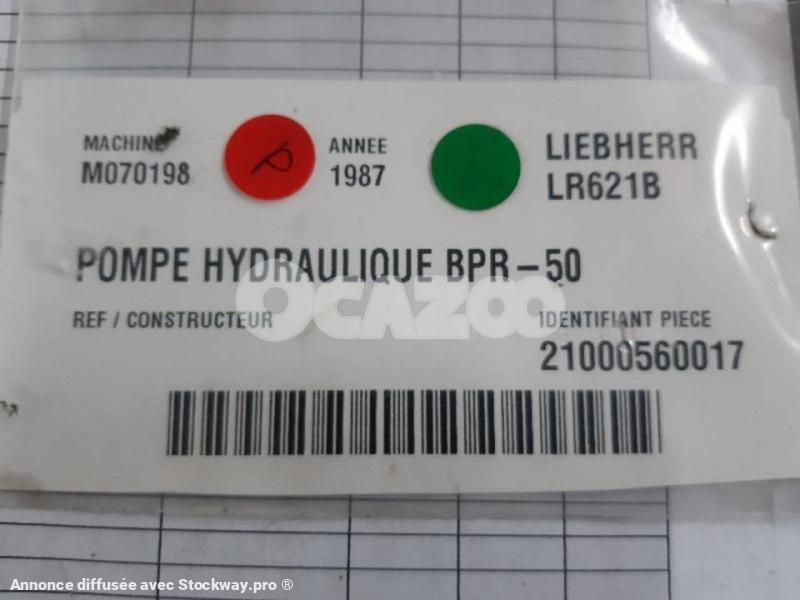 MACHINE
M070198
P
ANNEE
1987
LIEBHERR
LR621B
POMPE HYDRAULIQUE BPR-50
OCAZOO
REF / CONSTRUCTEUR
IDENTIFIANT PIECE
21000560017
Annonce diffusée avec Stockway.pro ®